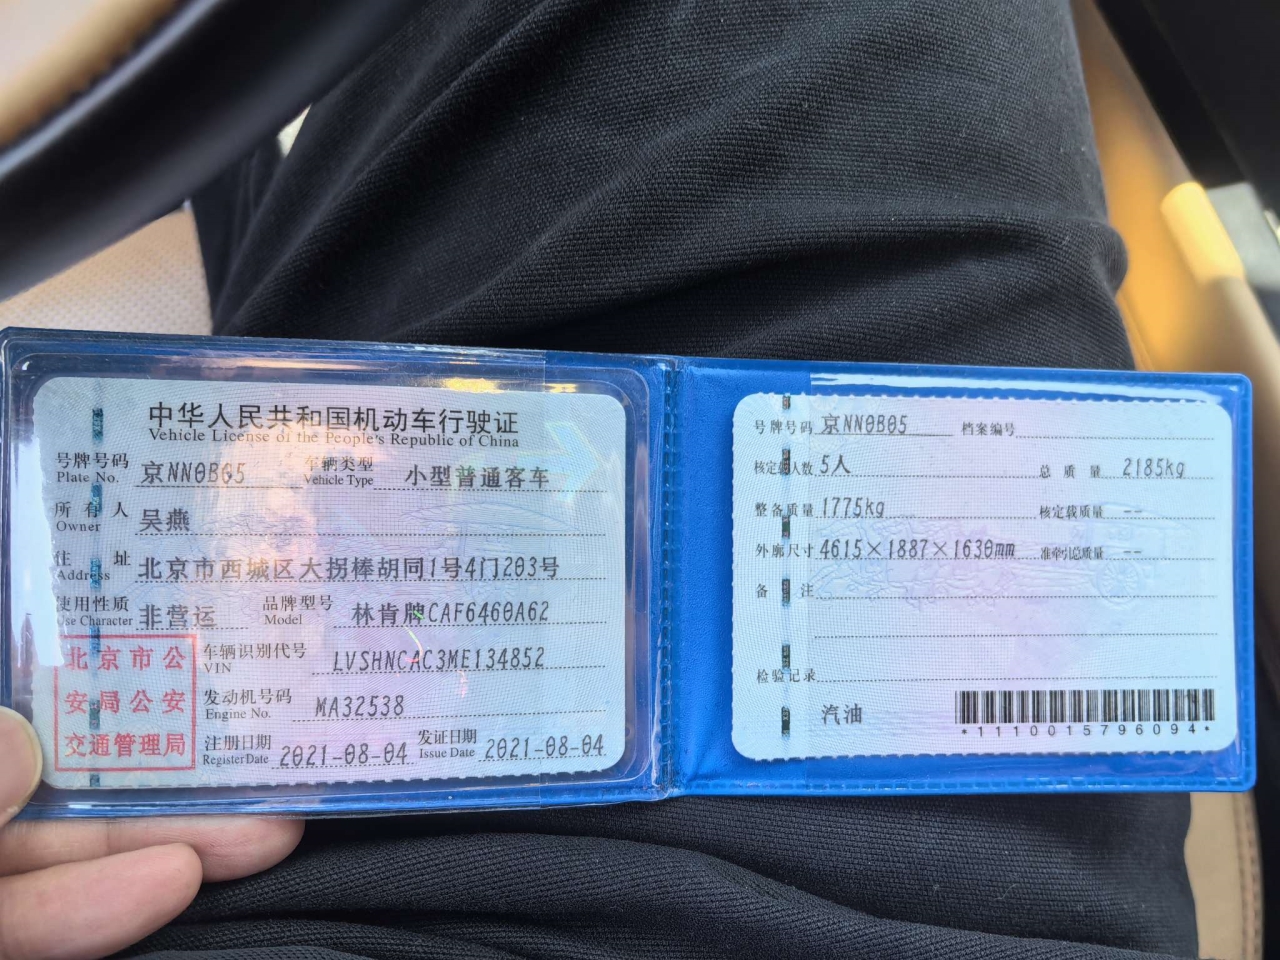 中华人民共和国机动车行驶证
Vehicle License of the People's Republic of China
号牌号码 京NN0B05 车辆类型 小型普通客车
Plate No. Vehicle Type
所有人 吴燕
Owner
住址 北京市西城区大拐棒胡同1号4门203号
Address
使用性质 非营运 品牌型号 林肯牌CAF6460A62
Use Character Model
北京市公
安局公安
交通管理局
车辆识别代号 LVSHNCAC3ME134852
VIN
发动机号码 MA32538
Engine No.
注册日期 2021-08-04 发证日期 2021-08-04
Register Date Issue Date
号牌号码 京NN0B05 档案编号
核定载人数 5人 总质量 2185kg
整备质量 1775kg 核定载质量 --
外廓尺寸 4615×1887×1630mm 准牵引总质量 --
备注
检验记录
汽油
*1110015796094*